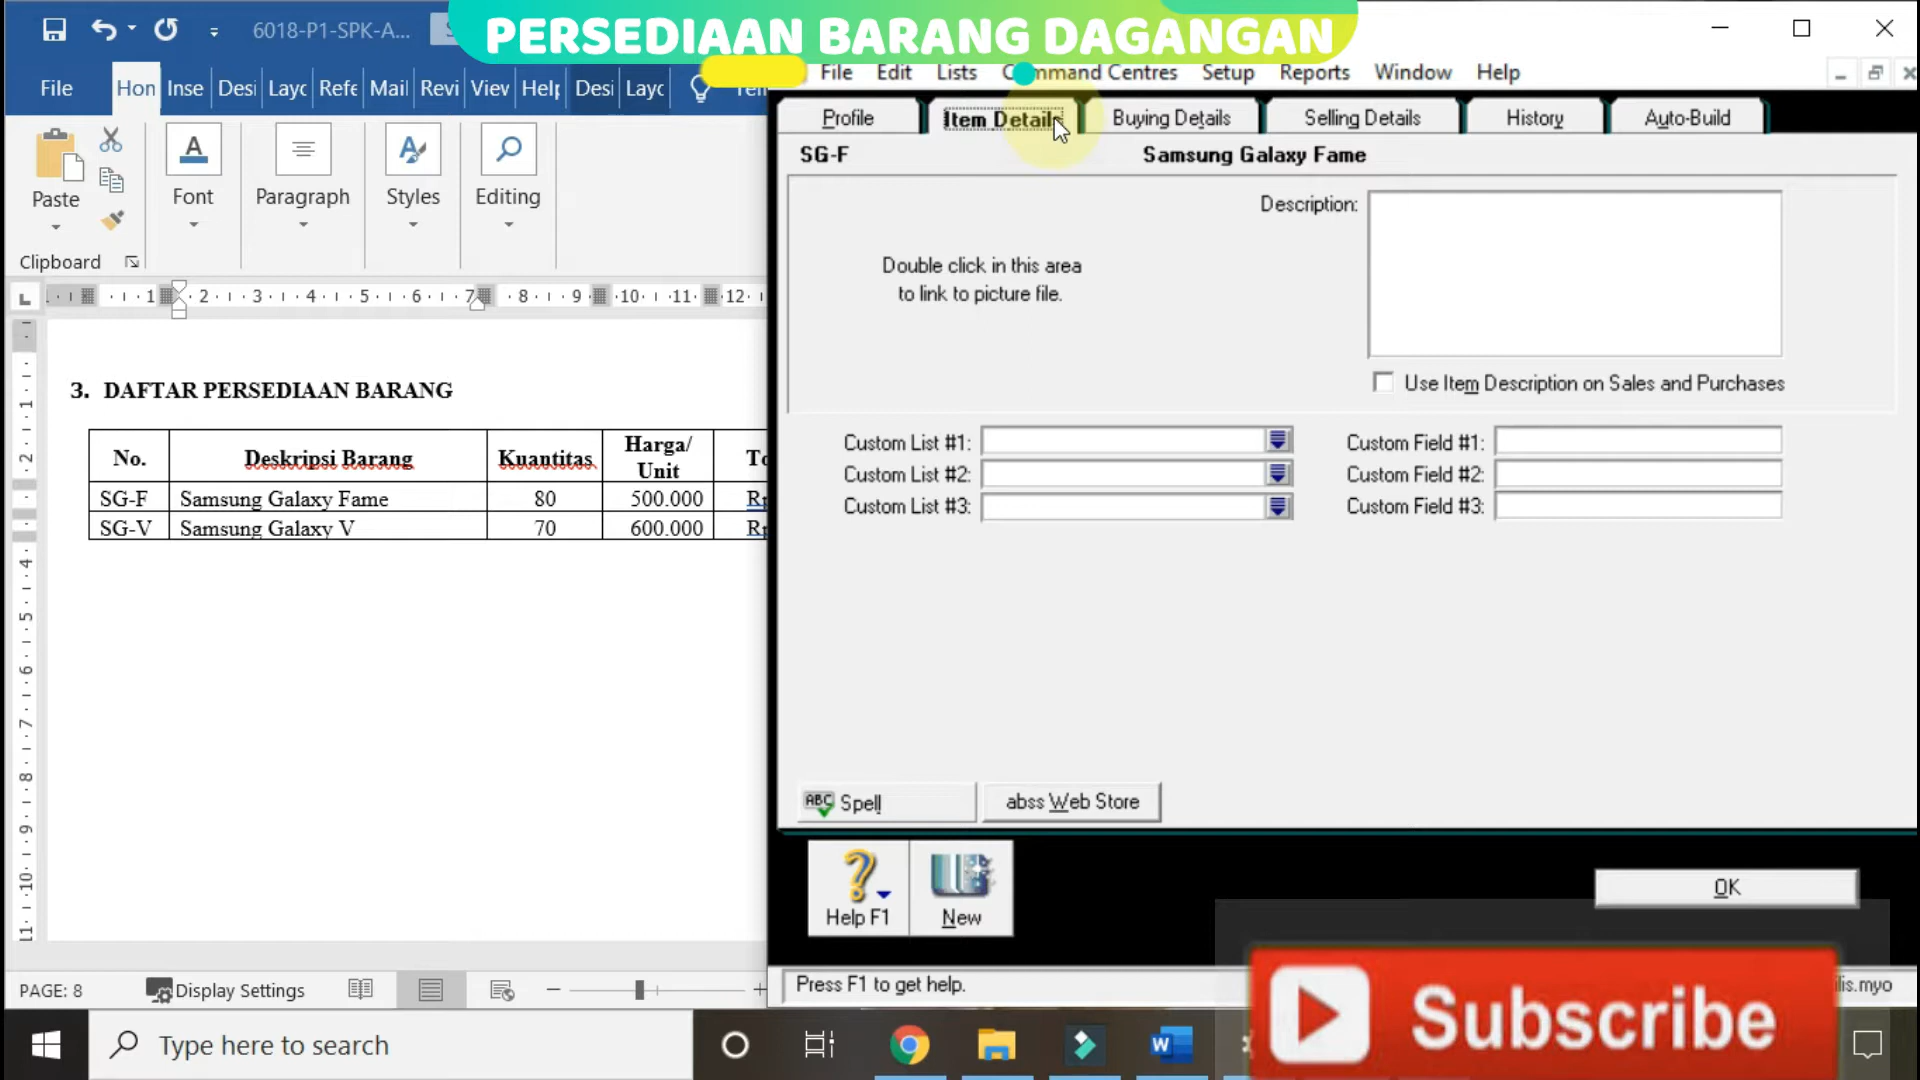 PERSEDIAAN BARANG DAGANGAN
6018-P1-SPK-A...
File
Hon
Inse
Desi
Layc
Refe
Mail
Revi
View
Help
Desi
Layc
Paste
Font
Paragraph
Styles
Editing
Clipboard
3. DAFTAR PERSEDIAAN BARANG
No. Deskripsi Barang Kuantitas Harga/
Unit
SG-F Samsung Galaxy Fame 80 500.000 Rp
SG-V Samsung Galaxy V 70 600.000 Rp
PAGE: 8
Display Settings
File Edit Lists Command Centres Setup Reports Window Help
Profile
Item Details
Buying Details
Selling Details
History
Auto-Build
SG-F Samsung Galaxy Fame
Double click in this area
to link to picture file.
Description:
Use Item Description on Sales and Purchases
Custom List #1: Custom Field #1:
Custom List #2: Custom Field #2:
Custom List #3: Custom Field #3:
ABC Spell
abss Web Store
Help F1
New
OK
Press F1 to get help.
lis.myo
Subscribe
Type here to search